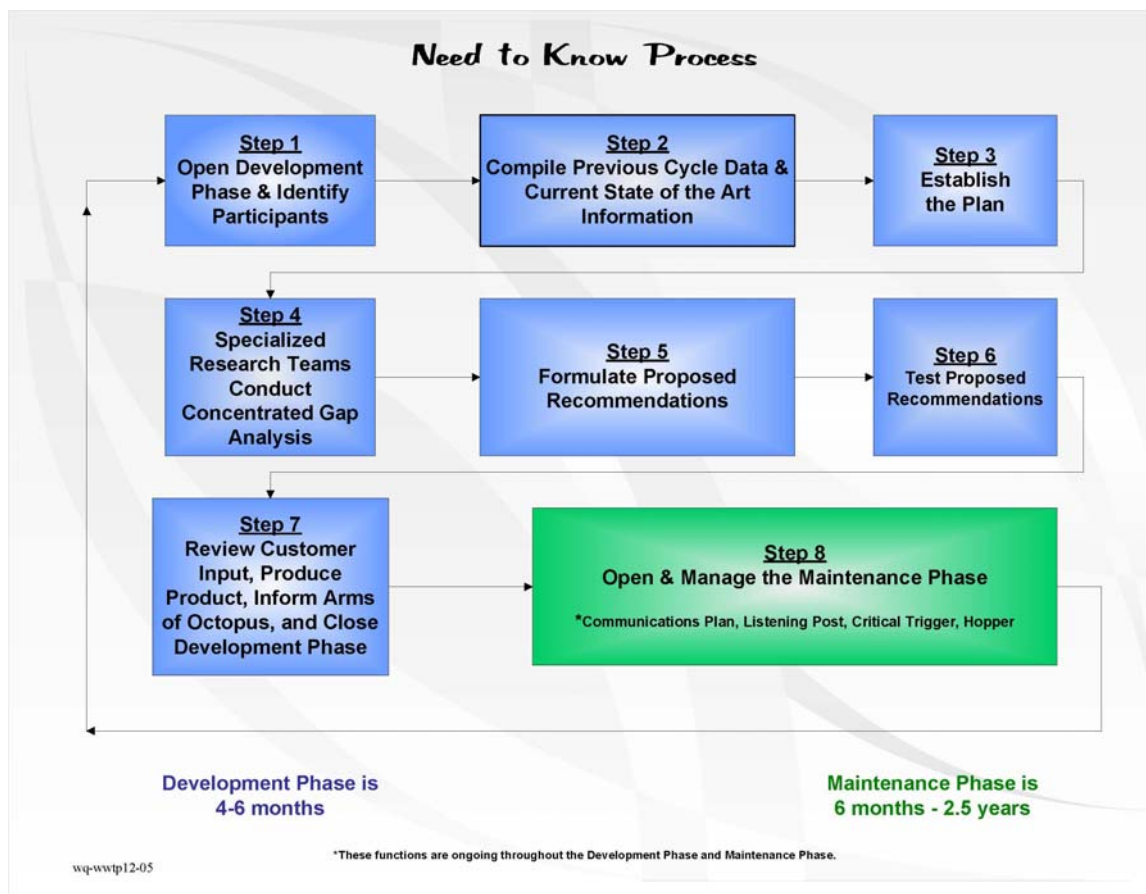 Need to Know Process
Step 1
Open Development
Phase & Identify
Participants
Step 2
Compile Previous Cycle Data &
Current State of the Art
Information
Step 3
Establish
the Plan
Step 4
Specialized
Research Teams
Conduct
Concentrated Gap
Analysis
Step 5
Formulate Proposed
Recommendations
Step 6
Test Proposed
Recommendations
Step 7
Review Customer
Input, Produce
Product, Inform Arms
of Octopus, and Close
Development Phase
Step 8
Open & Manage the Maintenance Phase
*Communications Plan, Listening Post, Critical Trigger, Hopper
Development Phase is
4-6 months
Maintenance Phase is
6 months - 2.5 years
*These functions are ongoing throughout the Development Phase and Maintenance Phase.
wq-wwtp12-05